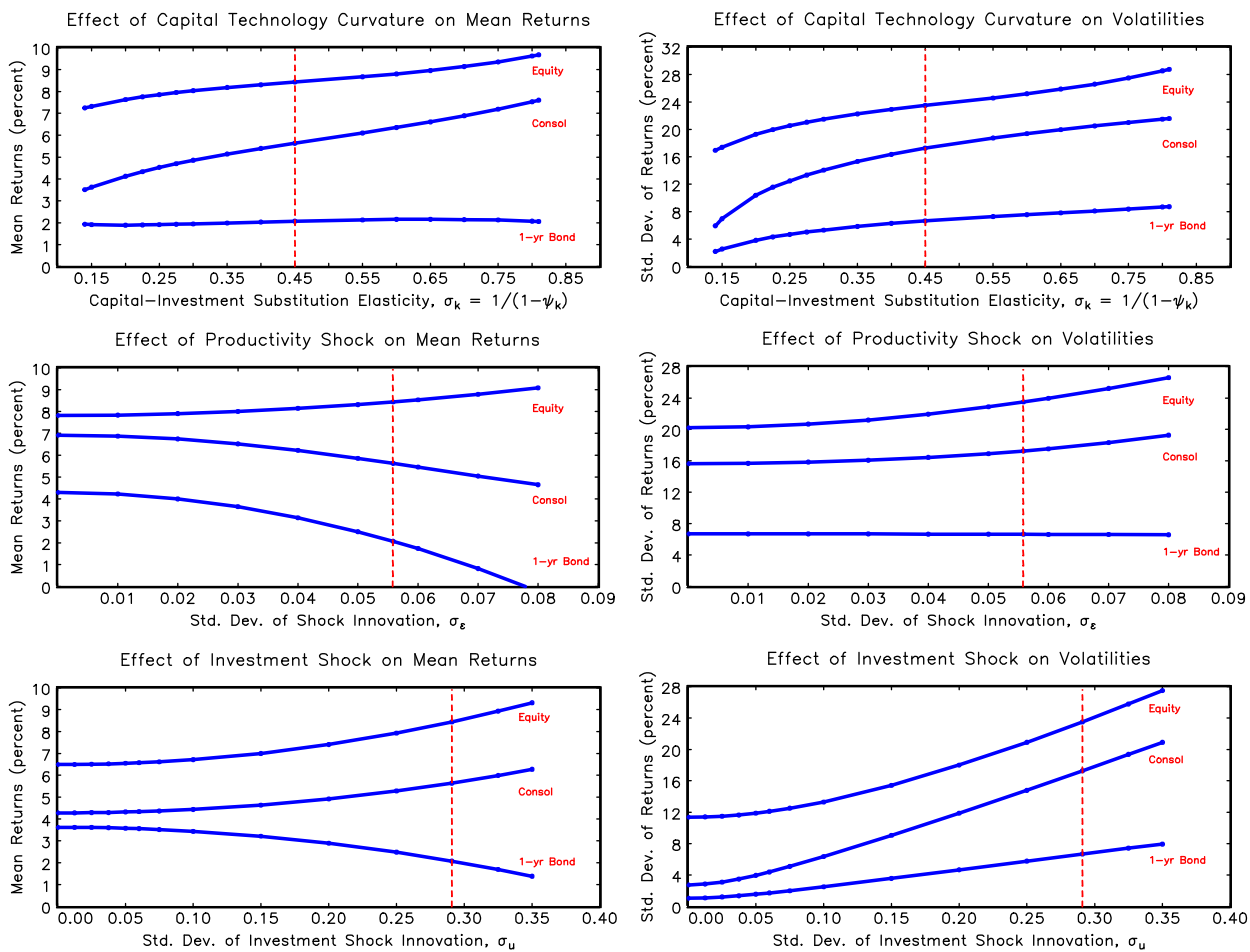 Effect of Capital Technology Curvature on Mean Returns
Mean Returns (percent)
10
9
8
7
6
5
4
3
2
1
0
Equity
Consol
1-yr Bond
0.15 0.25 0.35 0.45 0.55 0.65 0.75 0.85
Capital-Investment Substitution Elasticity, σk = 1/(1-ψk)
Effect of Capital Technology Curvature on Volatilities
Std. Dev. of Returns (percent)
32
28
24
20
16
12
8
4
0
Equity
Consol
1-yr Bond
0.15 0.25 0.35 0.45 0.55 0.65 0.75 0.85
Capital-Investment Substitution Elasticity, σk = 1/(1-ψk)
Effect of Productivity Shock on Mean Returns
Mean Returns (percent)
10
9
8
7
6
5
4
3
2
1
0
Equity
Consol
1-yr Bond
0.01 0.02 0.03 0.04 0.05 0.06 0.07 0.08 0.09
Std. Dev. of Shock Innovation, σε
Effect of Productivity Shock on Volatilities
Std. Dev. of Returns (percent)
28
24
20
16
12
8
4
0
Equity
Consol
1-yr Bond
0.01 0.02 0.03 0.04 0.05 0.06 0.07 0.08 0.09
Std. Dev. of Shock Innovation, σε
Effect of Investment Shock on Mean Returns
Mean Returns (percent)
10
9
8
7
6
5
4
3
2
1
0
Equity
Consol
1-yr Bond
0.00 0.05 0.10 0.15 0.20 0.25 0.30 0.35 0.40
Std. Dev. of Investment Shock Innovation, σu
Effect of Investment Shock on Volatilities
Std. Dev. of Returns (percent)
28
24
20
16
12
8
4
0
Equity
Consol
1-yr Bond
0.00 0.05 0.10 0.15 0.20 0.25 0.30 0.35 0.40
Std. Dev. of Investment Shock Innovation, σu